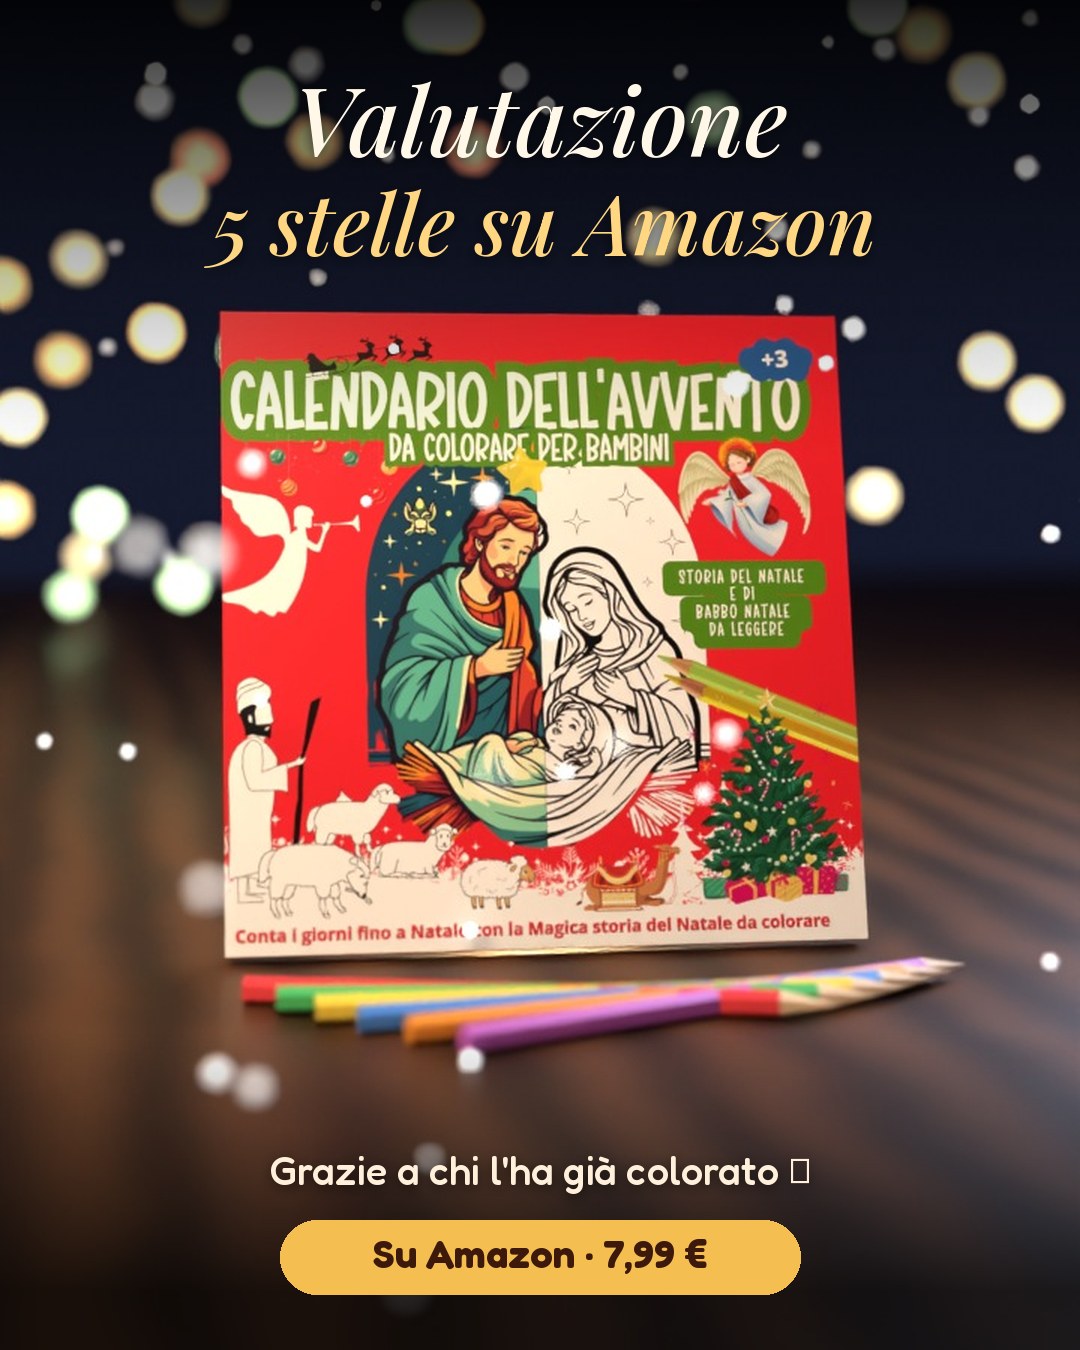 Valutazione
5 stelle su Amazon
+3
CALENDARIO DELL'AVVENTO
DA COLORARE PER BAMBINI
STORIA DEL NATALE
E DI
BABBO NATALE
DA LEGGERE
Conta i giorni fino a Natale con la Magica storia del Natale da colorare
Grazie a chi l'ha già colorato
Su Amazon · 7,99 €